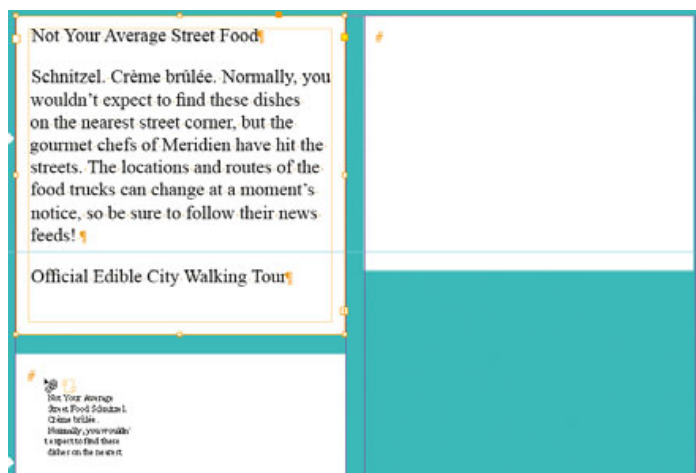 Not Your Average Street Food¶
Schnitzel. Crème brûlée. Normally, you
wouldn’t expect to find these dishes
on the nearest street corner, but the
gourmet chefs of Meridien have hit the
streets. The locations and routes of the
food trucks can change at a moment’s
notice, so be sure to follow their news
feeds! ¶
Official Edible City Walking Tour¶
#
#
Not Your Average
Street Food Schnitzel.
Crème brûlée.
Normally, you wouldn’
t expect to find these
dishes on the nearest